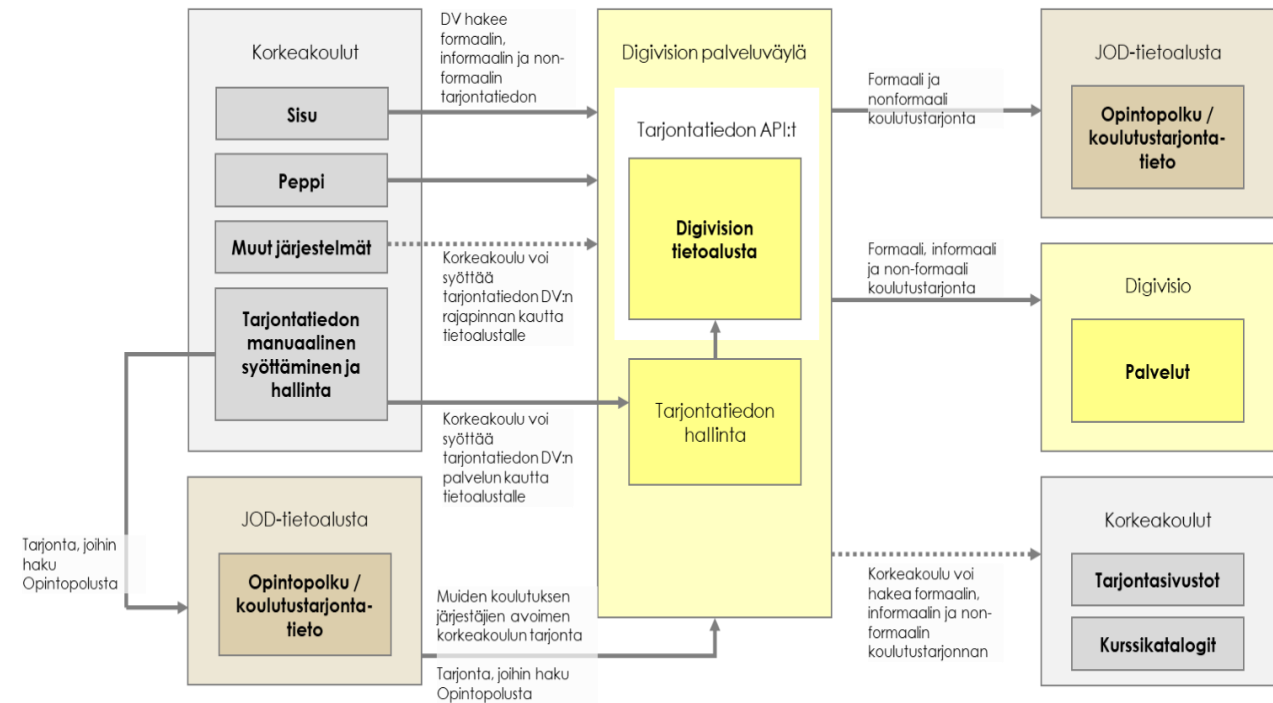 Korkeakoulut
Sisu
Peppi
Muut järjestelmät
Tarjontatiedon
manuaalinen
syöttäminen ja
hallinta
DV hakee
formaalin,
informaalin ja non-
formaalin
tarjontatiedon
Korkeakoulu voi
syöttää
tarjontatiedon DV:n
rajapinnan kautta
tietoalustalle
Korkeakoulu voi
syöttää
tarjontatiedon DV:n
palvelun kautta
tietoalustalle
Tarjonta, joihin
haku
Opintopolusta
JOD-tietoalusta
Opintopolku /
koulutustarjonta-
tieto
Muiden koulutuksen
järjestäjien avoimen
korkeakoulun tarjonta
Tarjonta, joihin haku
Opintopolusta
Digivision palveluväylä
Tarjontatiedon API:t
Digivision
tietoalusta
Tarjontatiedon
hallinta
Formaali ja
nonformaali
koulutustarjonta
JOD-tietoalusta
Opintopolku /
koulutustarjonta-
tieto
Formaali, informaali
ja non-formaali
koulutustarjonta
Digivisio
Palvelut
Korkeakoulu voi
hakea formaalin,
informaalin ja non-
formaalin
koulutustarjonnan
Korkeakoulut
Tarjontasivustot
Kurssikatalogit